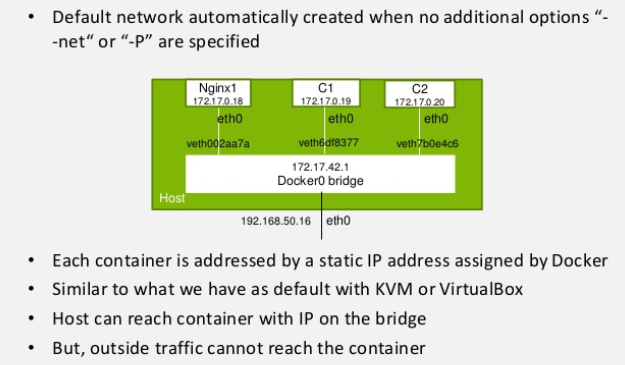 • Default network automatically created when no additional options “-
-net“ or “-P” are specified
Nginx1 C1 C2
172.17.0.18 172.17.0.19 172.17.0.20
eth0 eth0 eth0
veth002aa7a veth6df8377 veth7b0e4c6
172.17.42.1
Docker0 bridge
Host
192.168.50.16 eth0
• Each container is addressed by a static IP address assigned by Docker
• Similar to what we have as default with KVM or VirtualBox
• Host can reach container with IP on the bridge
• But, outside traffic cannot reach the container